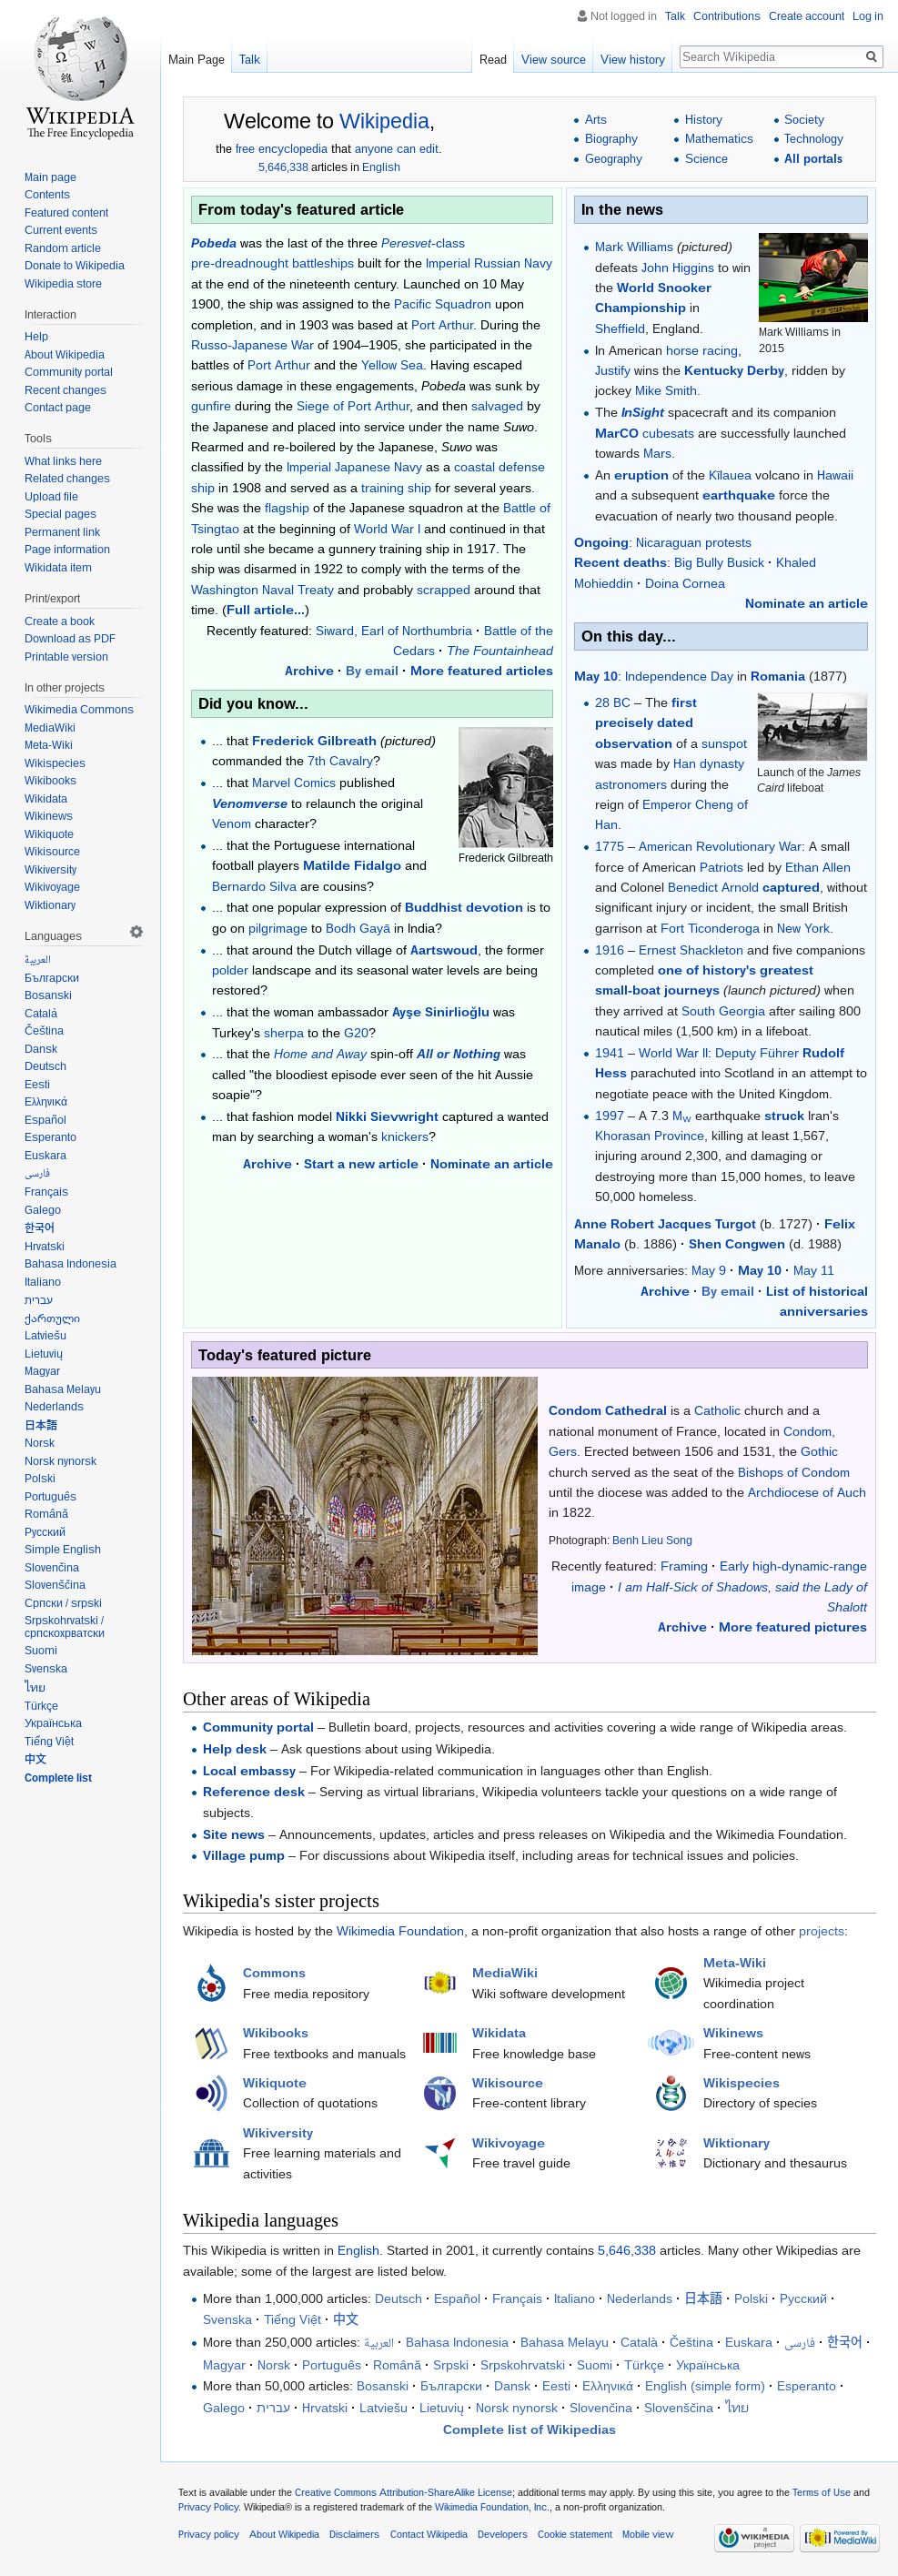 Not logged in Talk Contributions Create account Log in
Main Page Talk Read View source View history Search Wikipedia
WIKIPEDIA
The Free Encyclopedia
Main page
Contents
Featured content
Current events
Random article
Donate to Wikipedia
Wikipedia store
Interaction
Help
About Wikipedia
Community portal
Recent changes
Contact page
Tools
What links here
Related changes
Upload file
Special pages
Permanent link
Page information
Wikidata item
Print/export
Create a book
Download as PDF
Printable version
In other projects
Wikimedia Commons
MediaWiki
Meta-Wiki
Wikispecies
Wikibooks
Wikidata
Wikinews
Wikiquote
Wikisource
Wikiversity
Wikivoyage
Wiktionary
Languages
العربية
Български
Bosanski
Català
Čeština
Dansk
Deutsch
Eesti
Ελληνικά
Español
Esperanto
Euskara
فارسی
Français
Galego
한국어
Hrvatski
Bahasa Indonesia
Italiano
עברית
ქართული
Latviešu
Lietuvių
Magyar
Bahasa Melayu
Nederlands
日本語
Norsk
Norsk nynorsk
Polski
Português
Română
Русский
Simple English
Slovenčina
Slovenščina
Српски / srpski
Srpskohrvatski /
српскохрватски
Suomi
Svenska
ไทย
Türkçe
Українська
Tiếng Việt
中文
Complete list
Welcome to Wikipedia,
the free encyclopedia that anyone can edit.
5,646,338 articles in English
Arts
Biography
Geography
History
Mathematics
Science
Society
Technology
All portals
From today's featured article
Pobeda was the last of the three Peresvet-class
pre-dreadnought battleships built for the Imperial Russian Navy
at the end of the nineteenth century. Launched on 10 May
1900, the ship was assigned to the Pacific Squadron upon
completion, and in 1903 was based at Port Arthur. During the
Russo-Japanese War of 1904–1905, she participated in the
battles of Port Arthur and the Yellow Sea. Having escaped
serious damage in these engagements, Pobeda was sunk by
gunfire during the Siege of Port Arthur, and then salvaged by
the Japanese and placed into service under the name Suwo.
Rearmed and re-boilered by the Japanese, Suwo was
classified by the Imperial Japanese Navy as a coastal defense
ship in 1908 and served as a training ship for several years.
She was the flagship of the Japanese squadron at the Battle of
Tsingtao at the beginning of World War I and continued in that
role until she became a gunnery training ship in 1917. The
ship was disarmed in 1922 to comply with the terms of the
Washington Naval Treaty and probably scrapped around that
time. (Full article...)
Recently featured: Siward, Earl of Northumbria · Battle of the
Cedars · The Fountainhead
Archive · By email · More featured articles
Did you know...
... that Frederick Gilbreath (pictured)
commanded the 7th Cavalry?
... that Marvel Comics published
Venomverse to relaunch the original
Venom character?
... that the Portuguese international
football players Matilde Fidalgo and
Bernardo Silva are cousins?
Frederick Gilbreath
... that one popular expression of Buddhist devotion is to
go on pilgrimage to Bodh Gayā in India?
... that around the Dutch village of Aartswoud, the former
polder landscape and its seasonal water levels are being
restored?
... that the woman ambassador Ayşe Sinirlioğlu was
Turkey's sherpa to the G20?
... that the Home and Away spin-off All or Nothing was
called "the bloodiest episode ever seen of the hit Aussie
soapie"?
... that fashion model Nikki Sievwright captured a wanted
man by searching a woman's knickers?
Archive · Start a new article · Nominate an article
In the news
Mark Williams (pictured)
defeats John Higgins to win
the World Snooker
Championship in
Sheffield, England.
Mark Williams in
2015
In American horse racing,
Justify wins the Kentucky Derby, ridden by
jockey Mike Smith.
The InSight spacecraft and its companion
MarCO cubesats are successfully launched
towards Mars.
An eruption of the Kīlauea volcano in Hawaii
and a subsequent earthquake force the
evacuation of nearly two thousand people.
Ongoing: Nicaraguan protests
Recent deaths: Big Bully Busick · Khaled
Mohieddin · Doina Cornea
Nominate an article
On this day...
May 10: Independence Day in Romania (1877)
28 BC – The first
precisely dated
observation of a sunspot
was made by Han dynasty
astronomers during the
reign of Emperor Cheng of
Han.
Launch of the James
Caird lifeboat
1775 – American Revolutionary War: A small
force of American Patriots led by Ethan Allen
and Colonel Benedict Arnold captured, without
significant injury or incident, the small British
garrison at Fort Ticonderoga in New York.
1916 – Ernest Shackleton and five companions
completed one of history's greatest
small-boat journeys (launch pictured) when
they arrived at South Georgia after sailing 800
nautical miles (1,500 km) in a lifeboat.
1941 – World War II: Deputy Führer Rudolf
Hess parachuted into Scotland in an attempt to
negotiate peace with the United Kingdom.
1997 – A 7.3 Mw earthquake struck Iran's
Khorasan Province, killing at least 1,567,
injuring around 2,300, and damaging or
destroying more than 15,000 homes, to leave
50,000 homeless.
Anne Robert Jacques Turgot (b. 1727) · Felix
Manalo (b. 1886) · Shen Congwen (d. 1988)
More anniversaries: May 9 · May 10 · May 11
Archive · By email · List of historical
anniversaries
Today's featured picture
Condom Cathedral is a Catholic church and a
national monument of France, located in Condom,
Gers. Erected between 1506 and 1531, the Gothic
church served as the seat of the Bishops of Condom
until the diocese was added to the Archdiocese of Auch
in 1822.
Photograph: Benh Lieu Song
Recently featured: Framing · Early high-dynamic-range
image · I am Half-Sick of Shadows, said the Lady of
Shalott
Archive · More featured pictures
Other areas of Wikipedia
Community portal – Bulletin board, projects, resources and activities covering a wide range of Wikipedia areas.
Help desk – Ask questions about using Wikipedia.
Local embassy – For Wikipedia-related communication in languages other than English.
Reference desk – Serving as virtual librarians, Wikipedia volunteers tackle your questions on a wide range of
subjects.
Site news – Announcements, updates, articles and press releases on Wikipedia and the Wikimedia Foundation.
Village pump – For discussions about Wikipedia itself, including areas for technical issues and policies.
Wikipedia's sister projects
Wikipedia is hosted by the Wikimedia Foundation, a non-profit organization that also hosts a range of other projects:
Commons
Free media repository
MediaWiki
Wiki software development
Meta-Wiki
Wikimedia project
coordination
Wikibooks
Free textbooks and manuals
Wikidata
Free knowledge base
Wikinews
Free-content news
Wikiquote
Collection of quotations
Wikisource
Free-content library
Wikispecies
Directory of species
Wikiversity
Free learning materials and
activities
Wikivoyage
Free travel guide
Wiktionary
Dictionary and thesaurus
Wikipedia languages
This Wikipedia is written in English. Started in 2001, it currently contains 5,646,338 articles. Many other Wikipedias are
available; some of the largest are listed below.
More than 1,000,000 articles: Deutsch · Español · Français · Italiano · Nederlands · 日本語 · Polski · Русский ·
Svenska · Tiếng Việt · 中文
More than 250,000 articles: العربية · Bahasa Indonesia · Bahasa Melayu · Català · Čeština · Euskara · فارسی · 한국어 ·
Magyar · Norsk · Português · Română · Srpski · Srpskohrvatski · Suomi · Türkçe · Українська
More than 50,000 articles: Bosanski · Български · Dansk · Eesti · Ελληνικά · English (simple form) · Esperanto ·
Galego · עברית · Hrvatski · Latviešu · Lietuvių · Norsk nynorsk · Slovenčina · Slovenščina · ไทย
Complete list of Wikipedias
Text is available under the Creative Commons Attribution-ShareAlike License; additional terms may apply. By using this site, you agree to the Terms of Use and
Privacy Policy. Wikipedia® is a registered trademark of the Wikimedia Foundation, Inc., a non-profit organization.
Privacy policy About Wikipedia Disclaimers Contact Wikipedia Developers Cookie statement Mobile view
a WIKIMEDIA project
Powered By MediaWiki